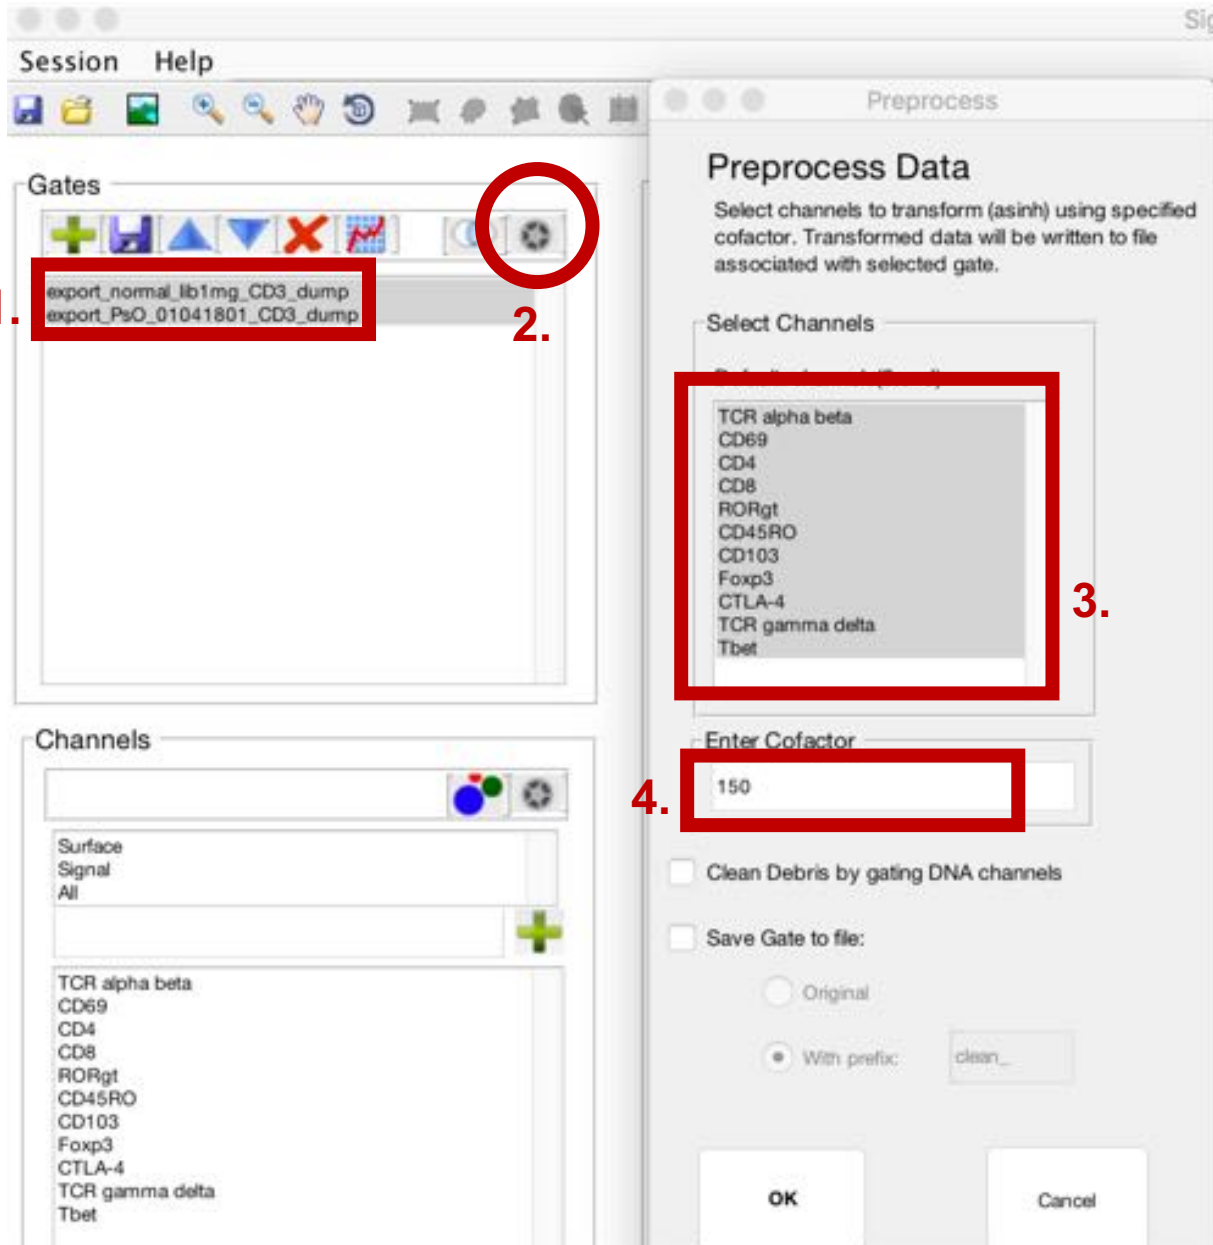 Sig
Session Help
Preprocess
Gates
Preprocess Data
Select channels to transform (asinh) using specified
cofactor. Transformed data will be written to file
associated with selected gate.
1.
export_normal_lib1mg_CD3_dump
export_PsO_01041801_CD3_dump
2.
Select Channels
TCR alpha beta
CD69
CD4
CD8
RORgt
CD45RO
CD103
Foxp3
CTLA-4
TCR gamma delta
Tbet
3.
Channels
Enter Cofactor
4.
150
Surface
Signal
All
Clean Debris by gating DNA channels
Save Gate to file:
Original
With prefix: clean_
TCR alpha beta
CD69
CD4
CD8
RORgt
CD45RO
CD103
Foxp3
CTLA-4
TCR gamma delta
Tbet
OK
Cancel